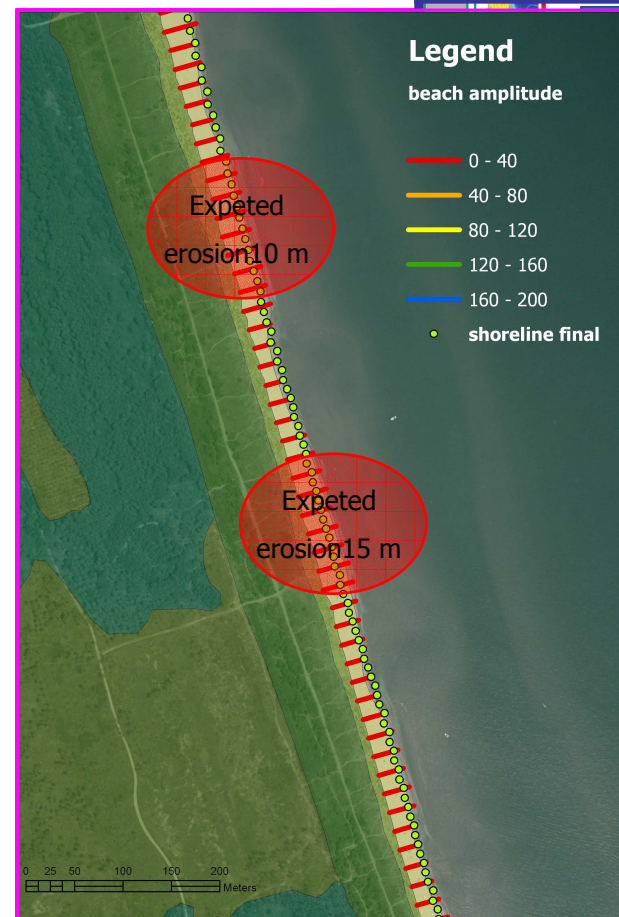 Legend
beach amplitude
0 - 40
40 - 80
80 - 120
120 - 160
160 - 200
shoreline final
Expeted
erosion10 m
Expeted
erosion15 m
0 25 50 100 150 200
Meters